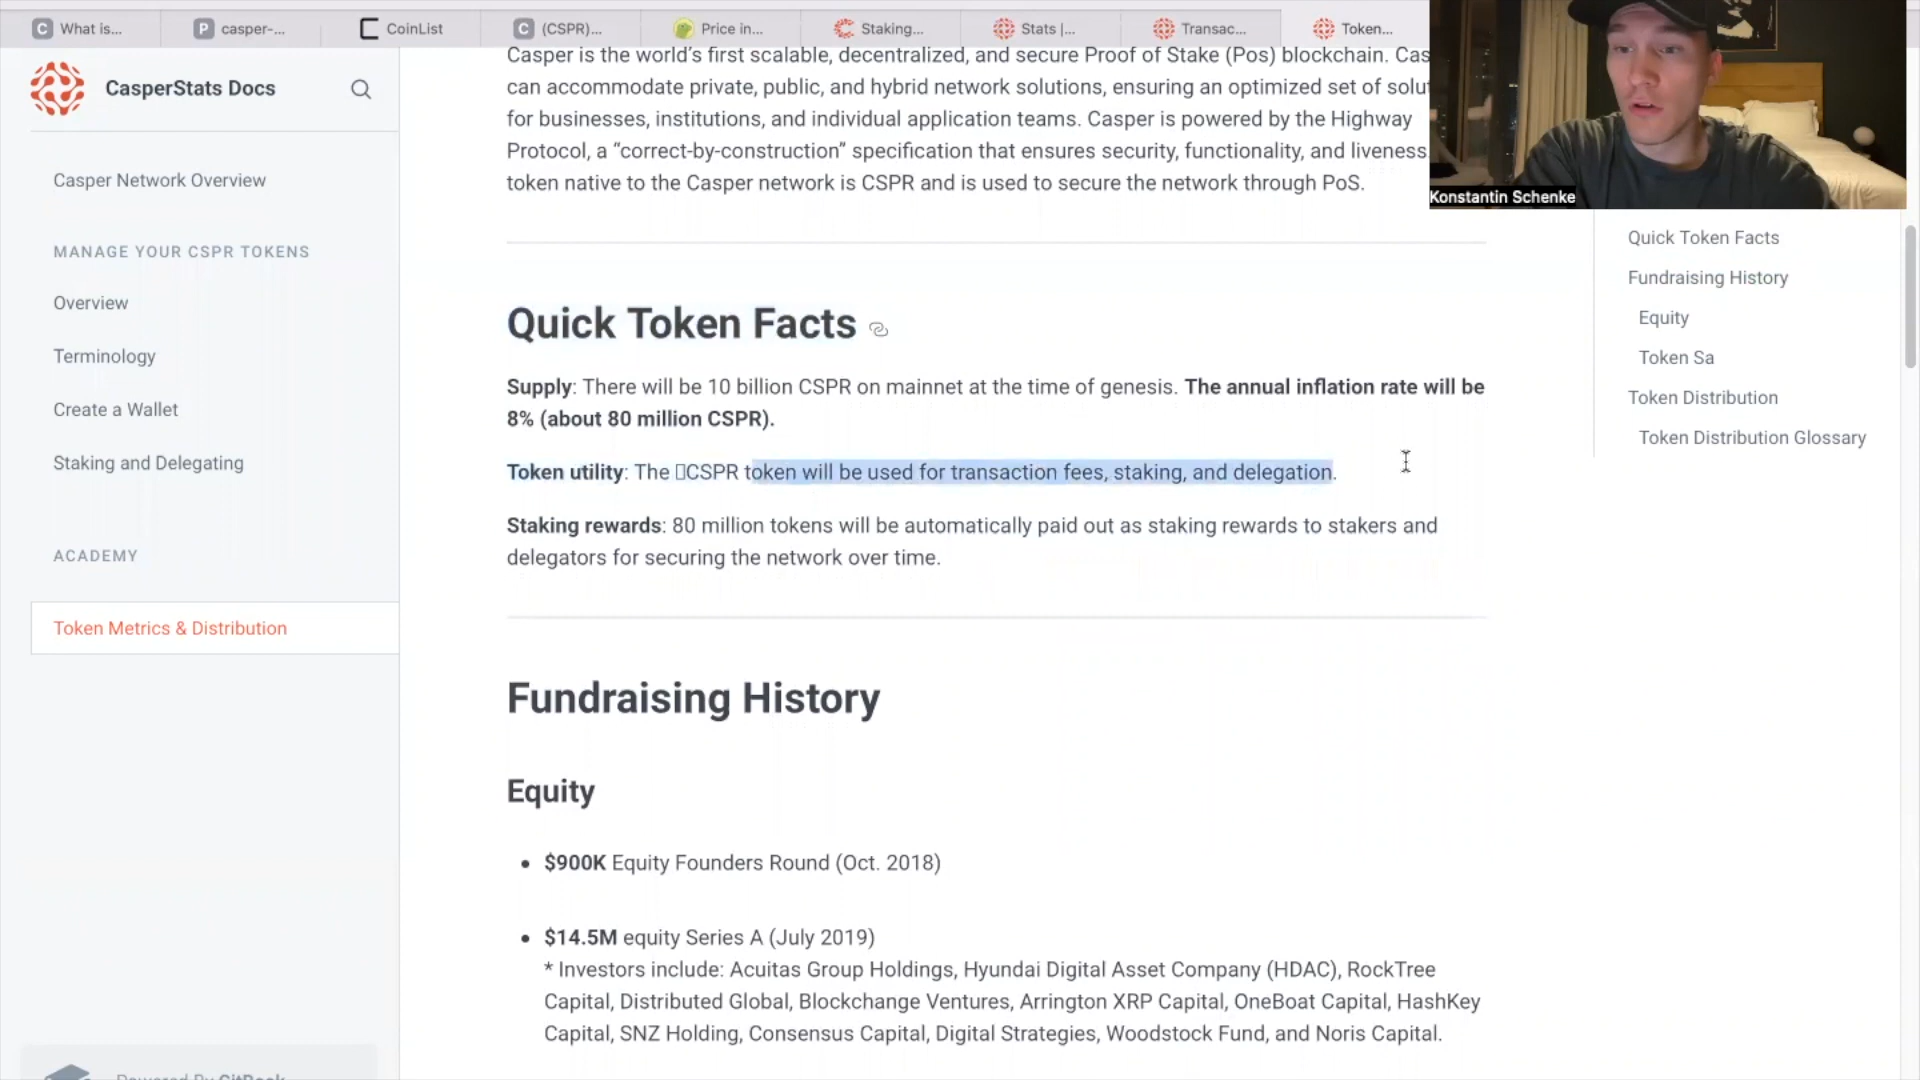 What is...
casper-...
CoinList
(CSPR)...
Price in...
Staking...
Stats |...
Transac...
Token...
CasperStats Docs
Casper Network Overview
MANAGE YOUR CSPR TOKENS
Overview
Terminology
Create a Wallet
Staking and Delegating
ACADEMY
Token Metrics & Distribution
Powered By GitBook
Casper is the world's first scalable, decentralized, and secure Proof of Stake (Pos) blockchain. Cas
can accommodate private, public, and hybrid network solutions, ensuring an optimized set of solu
for businesses, institutions, and individual application teams. Casper is powered by the Highway
Protocol, a “correct-by-construction” specification that ensures security, functionality, and liveness.
token native to the Casper network is CSPR and is used to secure the network through PoS.
Quick Token Facts
Supply: There will be 10 billion CSPR on mainnet at the time of genesis. The annual inflation rate will be
8% (about 80 million CSPR).
Token utility: The CSPR token will be used for transaction fees, staking, and delegation.
Staking rewards: 80 million tokens will be automatically paid out as staking rewards to stakers and
delegators for securing the network over time.
Fundraising History
Equity
• $900K Equity Founders Round (Oct. 2018)
• $14.5M equity Series A (July 2019)
* Investors include: Acuitas Group Holdings, Hyundai Digital Asset Company (HDAC), RockTree
Capital, Distributed Global, Blockchange Ventures, Arrington XRP Capital, OneBoat Capital, HashKey
Capital, SNZ Holding, Consensus Capital, Digital Strategies, Woodstock Fund, and Noris Capital.
Konstantin Schenke
Quick Token Facts
Fundraising History
Equity
Token Sa
Token Distribution
Token Distribution Glossary